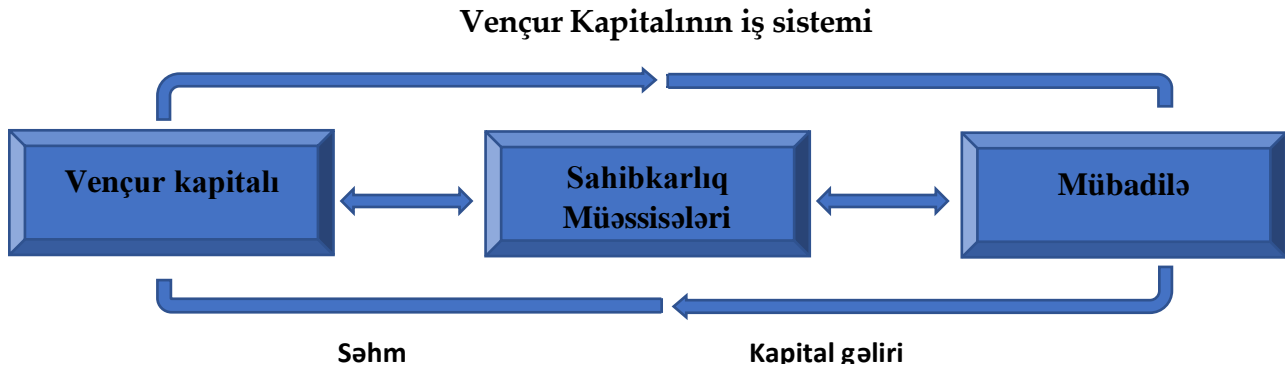 Vençur Kapitalının iş sistemi
Vençur kapitalı
Sahibkarlıq
Müəssisələri
Mübadilə
Səhm
Kapital gəliri